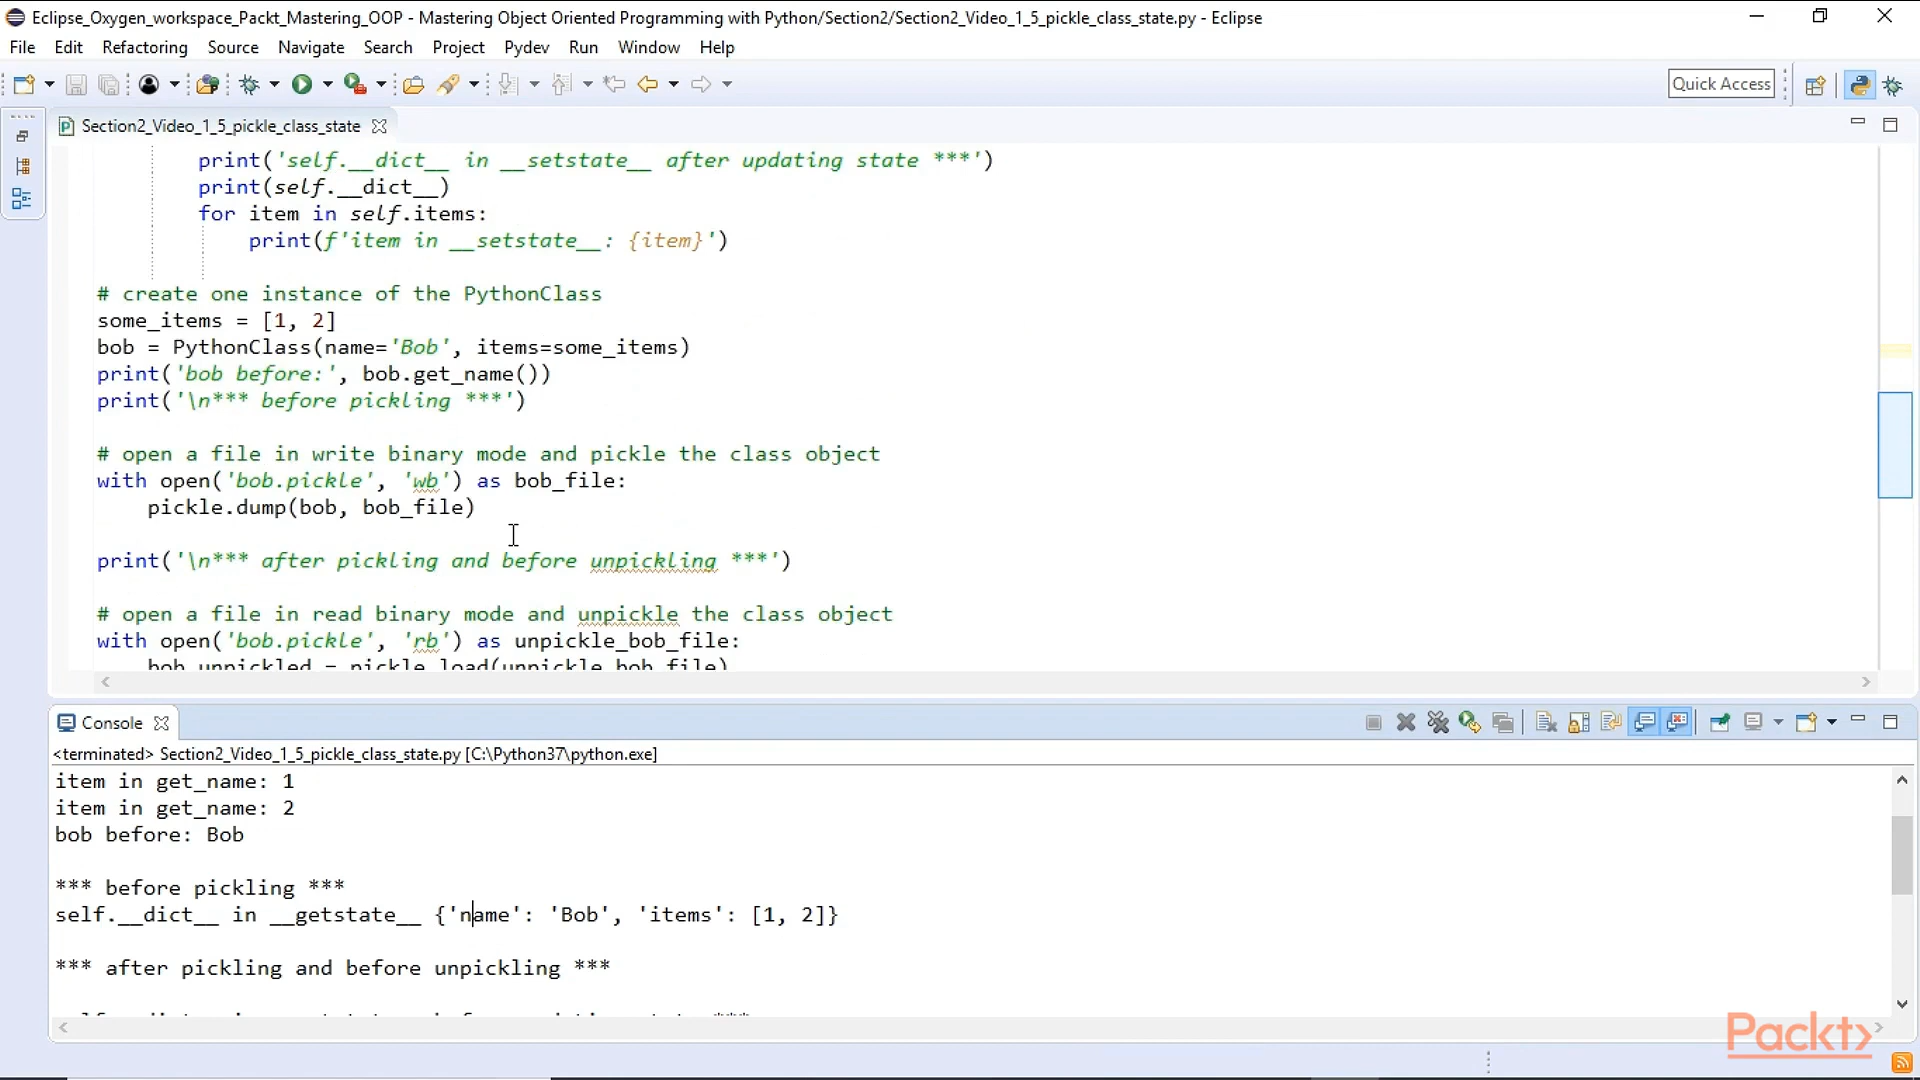 Eclipse_Oxygen_workspace_Packt_Mastering_OOP - Mastering Object Oriented Programming with Python/Section2/Section2_Video_1_5_pickle_class_state.py - Eclipse
File Edit Refactoring Source Navigate Search Project Pydev Run Window Help
Quick Access
Section2_Video_1_5_pickle_class_state
print('self.__dict__ in __setstate__ after updating state ***')
print(self.__dict__)
for item in self.items:
print(f'item in __setstate__: {item}')
# create one instance of the PythonClass
some_items = [1, 2]
bob = PythonClass(name='Bob', items=some_items)
print('bob before:', bob.get_name())
print('\n*** before pickling ***')
# open a file in write binary mode and pickle the class object
with open('bob.pickle', 'wb') as bob_file:
pickle.dump(bob, bob_file)
print('\n*** after pickling and before unpickling ***')
# open a file in read binary mode and unpickle the class object
with open('bob.pickle', 'rb') as unpickle_bob_file:
bob_unpickled = pickle.load(unpickle_bob_file)
Console
<terminated> Section2_Video_1_5_pickle_class_state.py [C:\Python37\python.exe]
item in get_name: 1
item in get_name: 2
bob before: Bob
*** before pickling ***
self.__dict__ in __getstate__ {'name': 'Bob', 'items': [1, 2]}
*** after pickling and before unpickling ***
Packt>